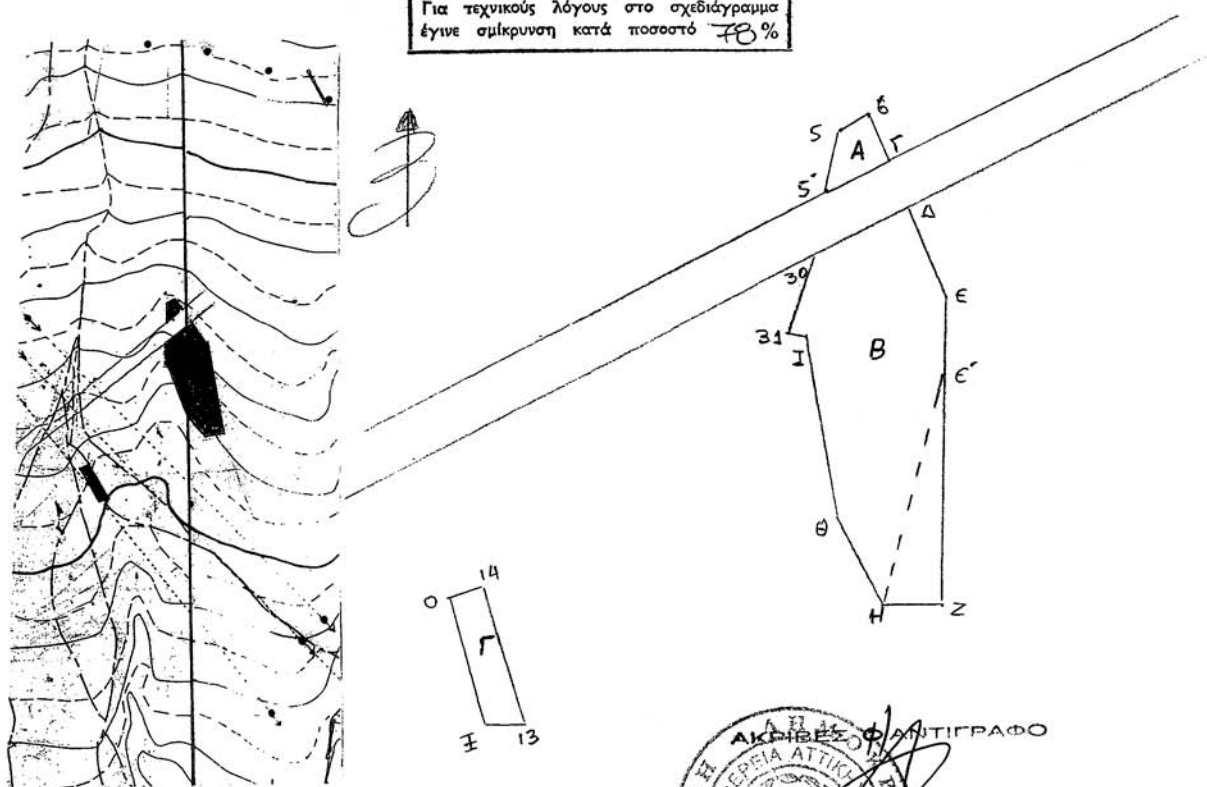 Για τεχνικούς λόγους στο σχεδιάγραμμα
έγινε σμίκρυνση κατά ποσοστό 78%
6
5
A
Γ
5'
Δ
30
Ε
31
Ι
Β
Ε'
Θ
14
Ο
Η
Ζ
Γ
Ξ
13
ΑΚΡΙΒΕΣ ΑΝΤΙΓΡΑΦΟ
ΑΤΤΙΚΗ